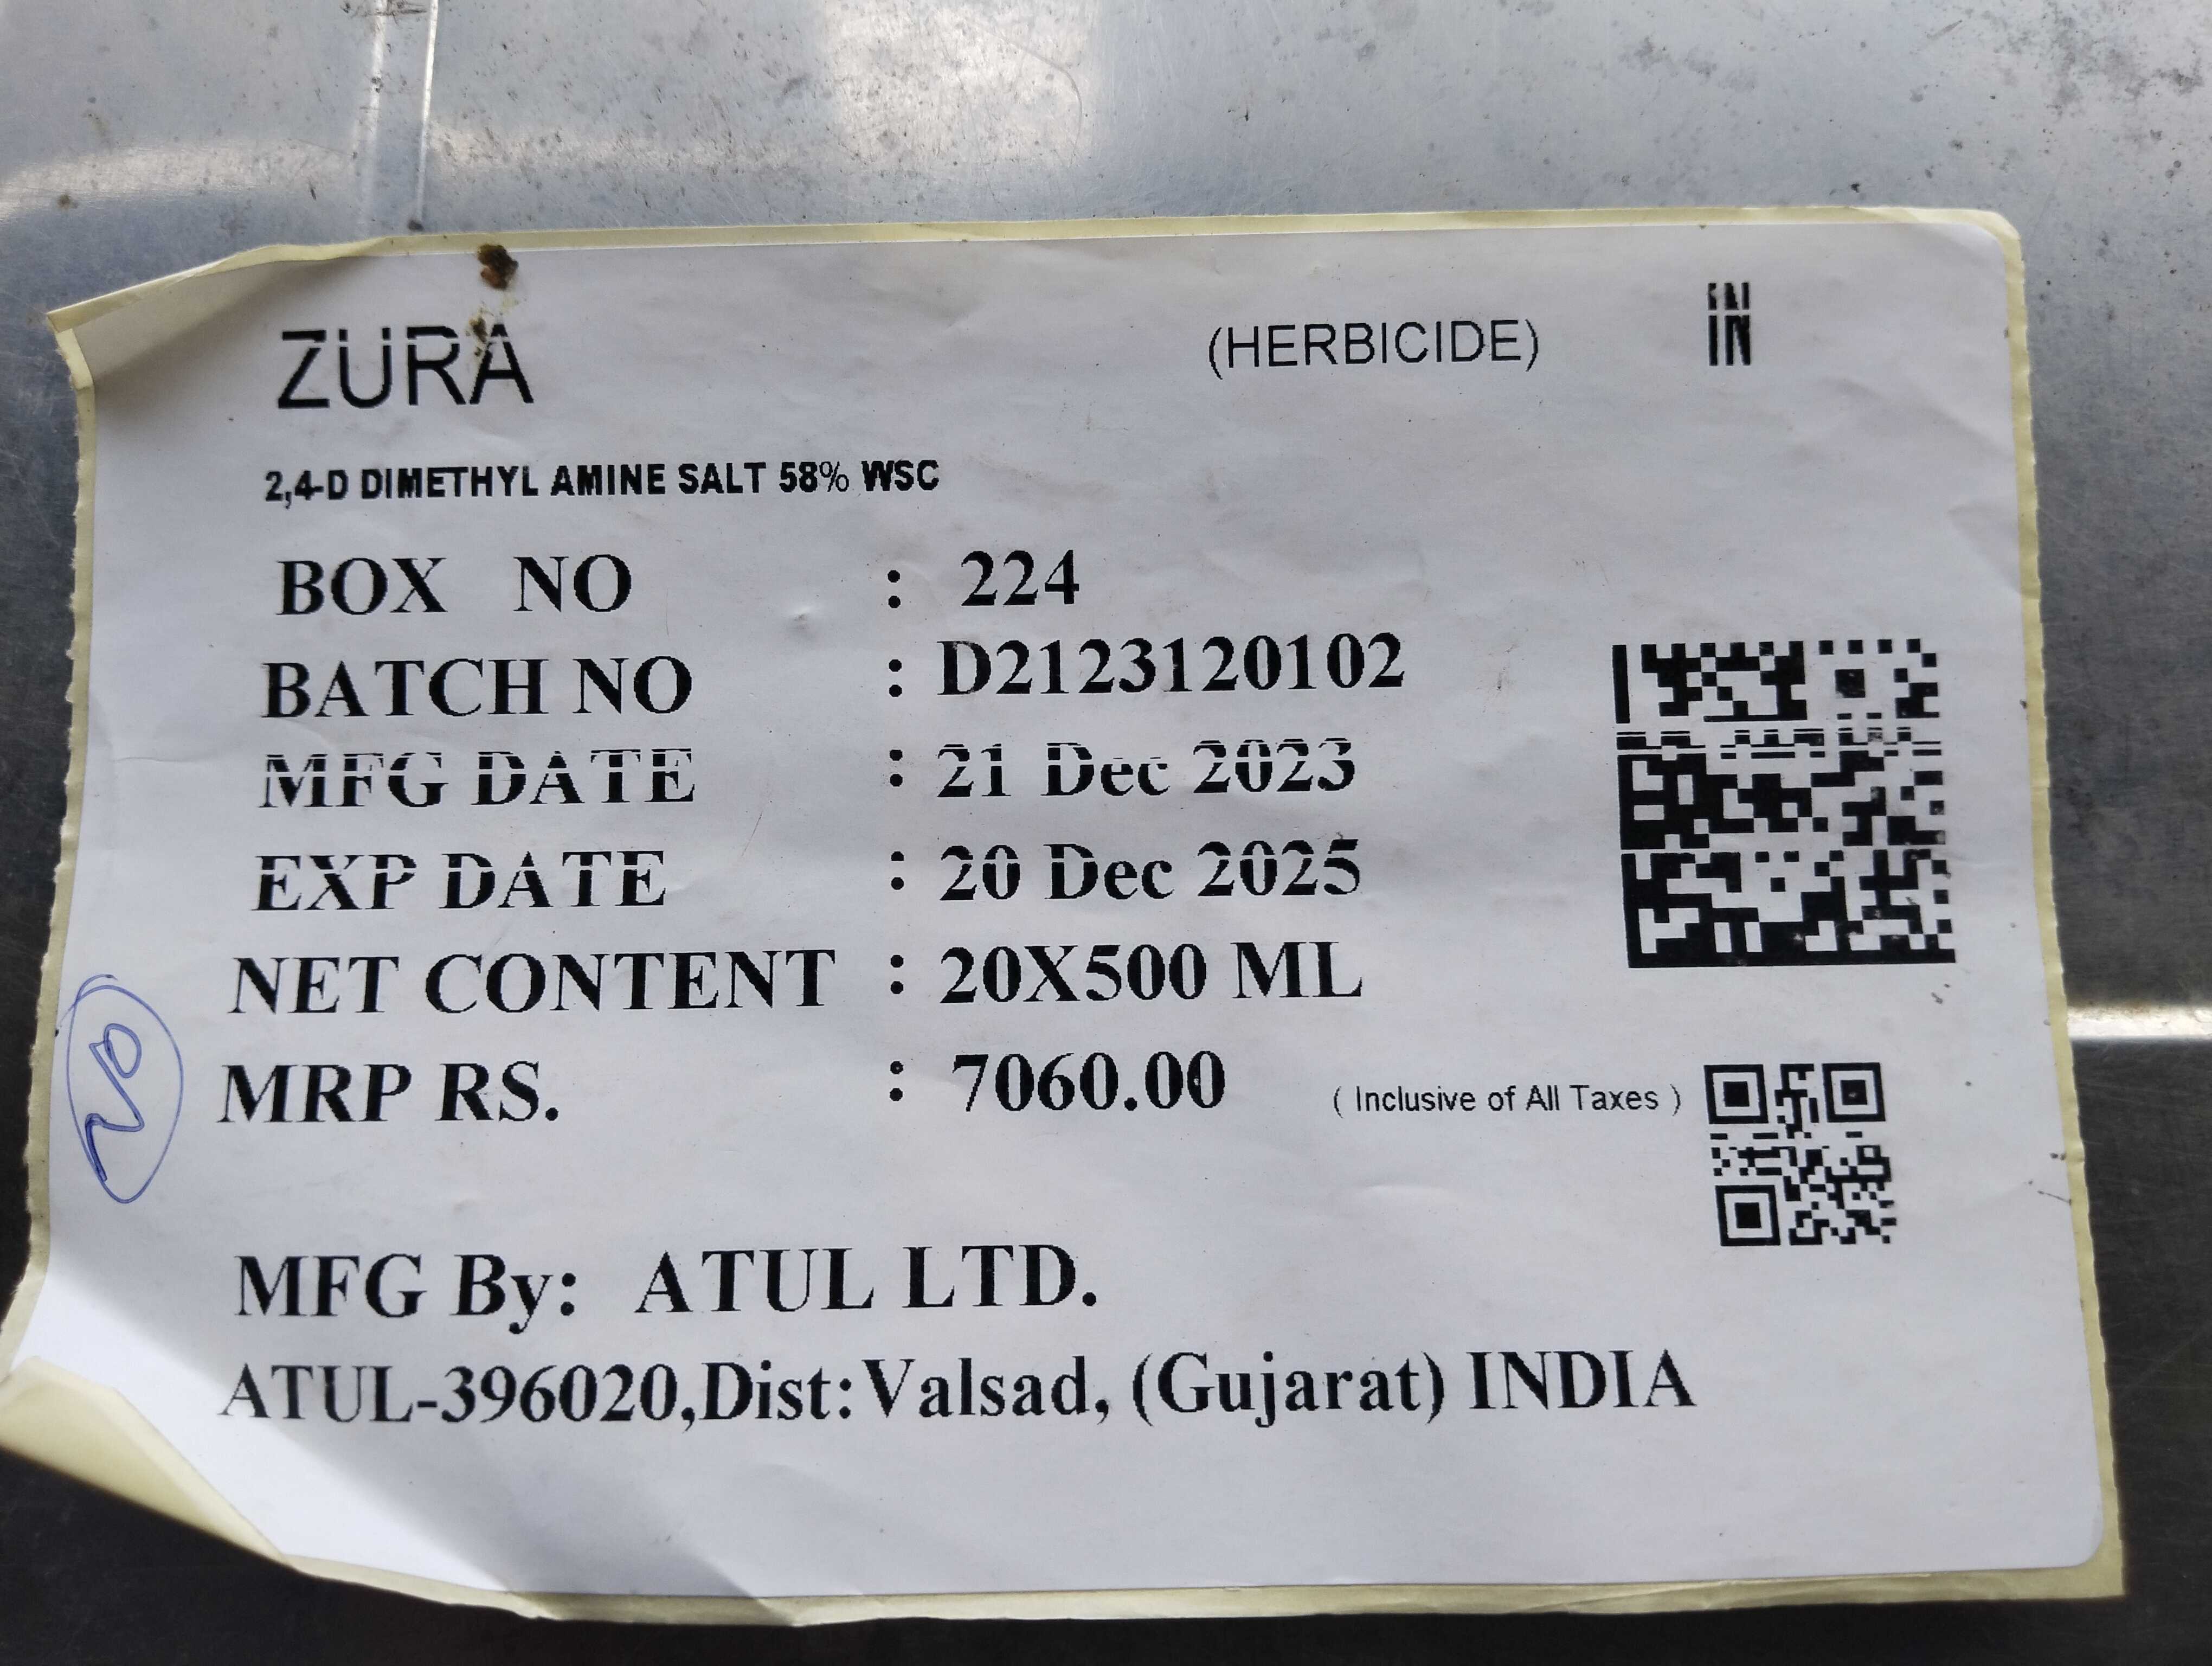 ZURA (HERBICIDE) IN
2,4-D DIMETHYL AMINE SALT 58% WSC
BOX NO : 224
BATCH NO : D2123120102
MFG DATE : 21 Dec 2023
EXP DATE : 20 Dec 2025
NET CONTENT : 20X500 ML
MRP RS. : 7060.00 ( Inclusive of All Taxes )
MFG By: ATUL LTD.
ATUL-396020,Dist:Valsad, (Gujarat) INDIA